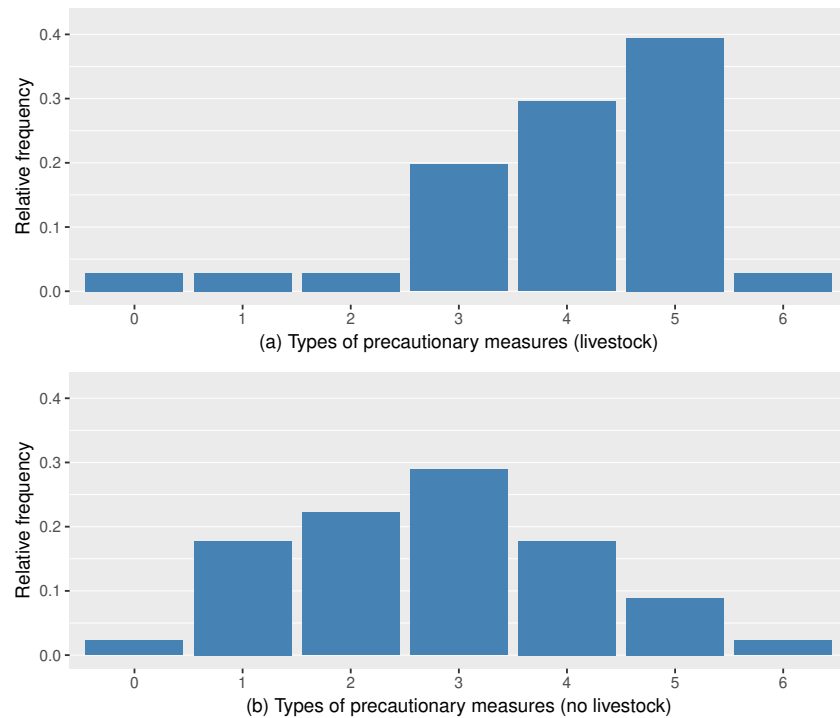 Relative frequency
0.4
0.3
0.2
0.1
0.0
0 1 2 3 4 5 6
(a) Types of precautionary measures (livestock)
Relative frequency
0.4
0.3
0.2
0.1
0.0
0 1 2 3 4 5 6
(b) Types of precautionary measures (no livestock)